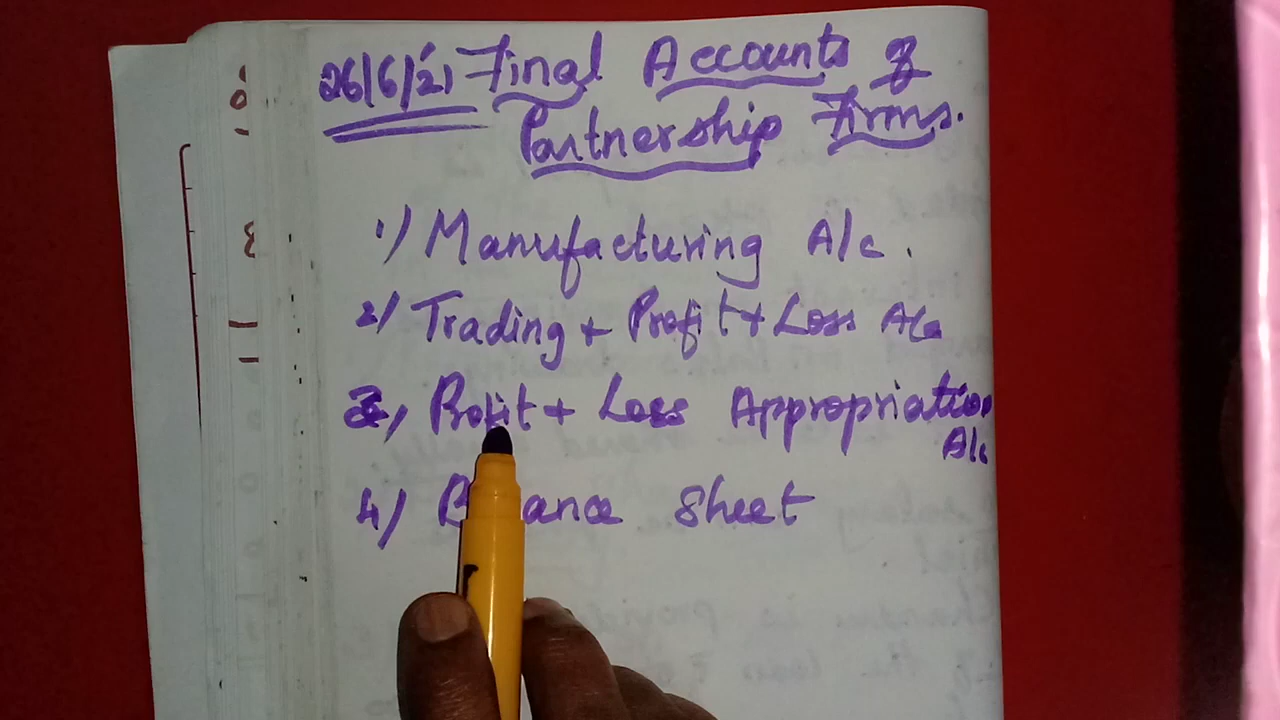 26/6/'21 Final Accounts of
Partnership Firms.
1) Manufacturing A/c.
2) Trading + Profit + Loss A/c
3) Profit + Loss Appropriation
A/c
4) Balance Sheet